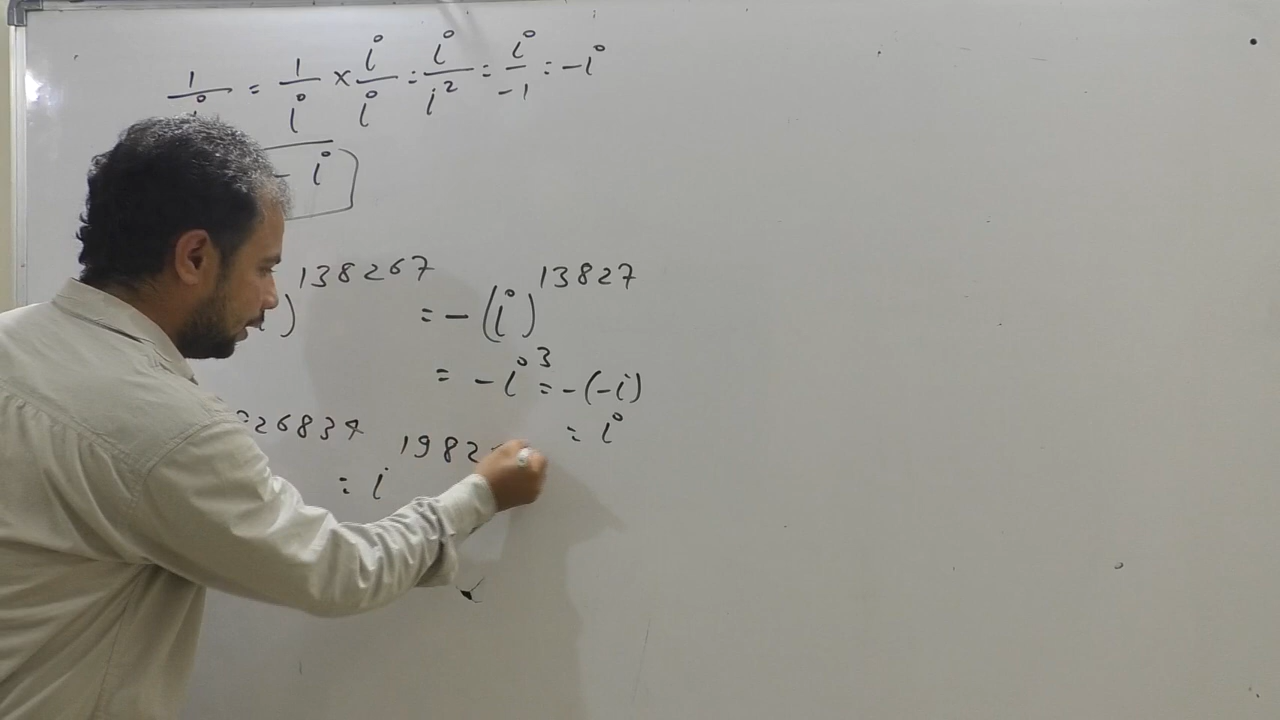 1/i = 1/i × i/i = i/i² = i/-1 = -i
- i
)^138267 = -(i)^13827
= -i³ = -(-i)
= i
26834
= i^1982